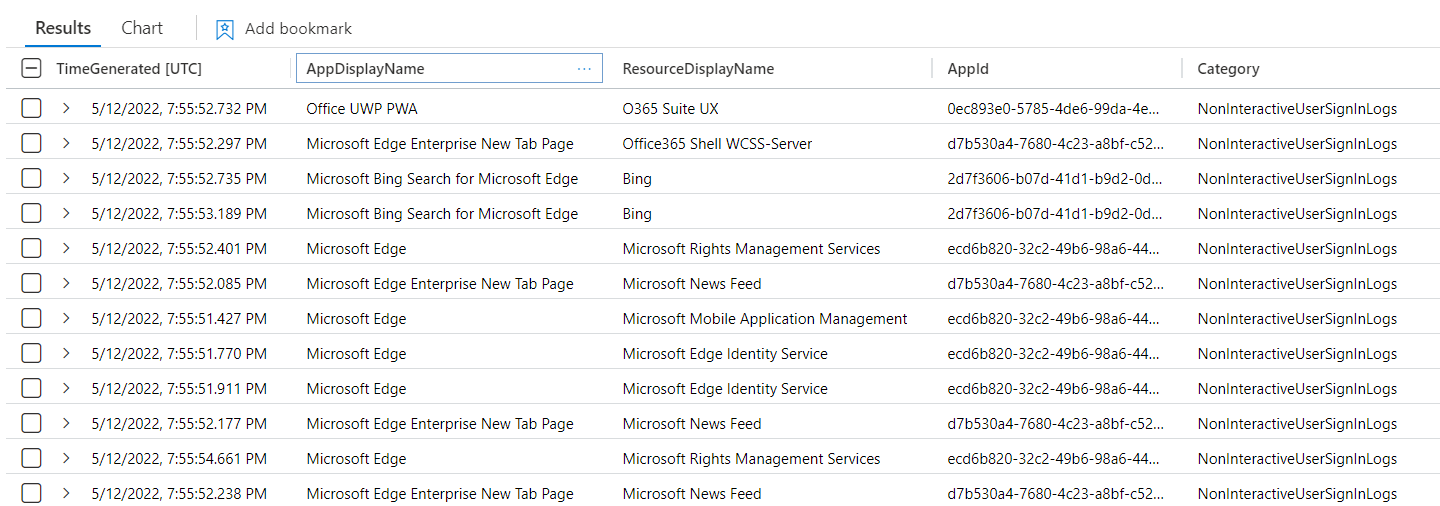 Results Chart Add bookmark
TimeGenerated [UTC] AppDisplayName ··· ResourceDisplayName AppId Category
5/12/2022, 7:55:52.732 PM Office UWP PWA O365 Suite UX 0ec893e0-5785-4de6-99da-4e... NonInteractiveUserSignInLogs
5/12/2022, 7:55:52.297 PM Microsoft Edge Enterprise New Tab Page Office365 Shell WCSS-Server d7b530a4-7680-4c23-a8bf-c52... NonInteractiveUserSignInLogs
5/12/2022, 7:55:52.735 PM Microsoft Bing Search for Microsoft Edge Bing 2d7f3606-b07d-41d1-b9d2-0d... NonInteractiveUserSignInLogs
5/12/2022, 7:55:53.189 PM Microsoft Bing Search for Microsoft Edge Bing 2d7f3606-b07d-41d1-b9d2-0d... NonInteractiveUserSignInLogs
5/12/2022, 7:55:52.401 PM Microsoft Edge Microsoft Rights Management Services ecd6b820-32c2-49b6-98a6-44... NonInteractiveUserSignInLogs
5/12/2022, 7:55:52.085 PM Microsoft Edge Enterprise New Tab Page Microsoft News Feed d7b530a4-7680-4c23-a8bf-c52... NonInteractiveUserSignInLogs
5/12/2022, 7:55:51.427 PM Microsoft Edge Microsoft Mobile Application Management ecd6b820-32c2-49b6-98a6-44... NonInteractiveUserSignInLogs
5/12/2022, 7:55:51.770 PM Microsoft Edge Microsoft Edge Identity Service ecd6b820-32c2-49b6-98a6-44... NonInteractiveUserSignInLogs
5/12/2022, 7:55:51.911 PM Microsoft Edge Microsoft Edge Identity Service ecd6b820-32c2-49b6-98a6-44... NonInteractiveUserSignInLogs
5/12/2022, 7:55:52.177 PM Microsoft Edge Enterprise New Tab Page Microsoft News Feed d7b530a4-7680-4c23-a8bf-c52... NonInteractiveUserSignInLogs
5/12/2022, 7:55:54.661 PM Microsoft Edge Microsoft Rights Management Services ecd6b820-32c2-49b6-98a6-44... NonInteractiveUserSignInLogs
5/12/2022, 7:55:52.238 PM Microsoft Edge Enterprise New Tab Page Microsoft News Feed d7b530a4-7680-4c23-a8bf-c52... NonInteractiveUserSignInLogs